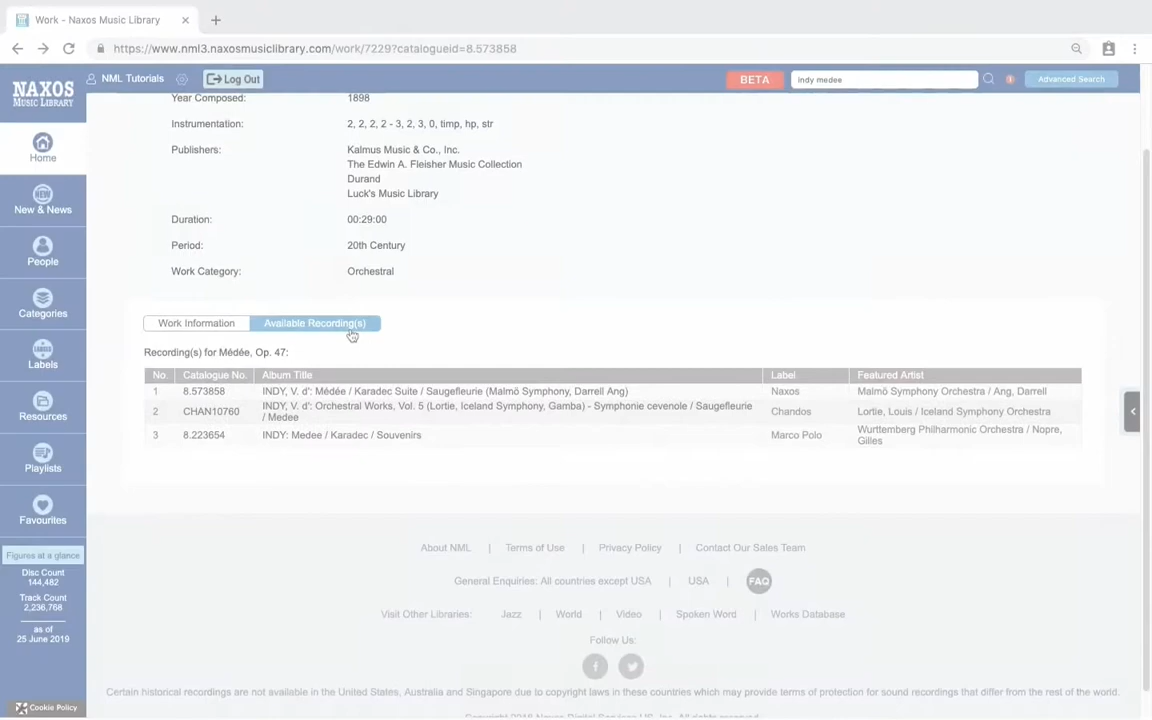 Work - Naxos Music Library
https://www.nml3.naxosmusiclibrary.com/work/7229?catalogueid=8.573858
NAXOS
MUSIC LIBRARY
NML Tutorials
Log Out
BETA
indy medee
Advanced Search
Home
New & News
People
Categories
Labels
Resources
Playlists
Favourites
Figures at a glance
Disc Count
144,482
Track Count
2,236,768
as of
25 June 2019
Cookie Policy
Year Composed: 1898
Instrumentation: 2, 2, 2, 2 - 3, 2, 3, 0, timp, hp, str
Publishers: Kalmus Music & Co., Inc.
The Edwin A. Fleisher Music Collection
Durand
Luck's Music Library
Duration: 00:29:00
Period: 20th Century
Work Category: Orchestral
Work Information Available Recording(s)
Recording(s) for Médée, Op. 47:
No. Catalogue No. Album Title Label Featured Artist
1 8.573858 INDY, V. d': Médée / Karadec Suite / Saugefleurie (Malmö Symphony, Darrell Ang) Naxos Malmö Symphony Orchestra / Ang, Darrell
2 CHAN10760 INDY, V. d': Orchestral Works, Vol. 5 (Lortie, Iceland Symphony, Gamba) - Symphonie cevenole / Saugefleurie
/ Medee Chandos Lortie, Louis / Iceland Symphony Orchestra
3 8.223654 INDY: Medee / Karadec / Souvenirs Marco Polo Wurttemberg Philharmonic Orchestra / Nopre,
Gilles
About NML | Terms of Use | Privacy Policy | Contact Our Sales Team
General Enquiries: All countries except USA | USA | FAQ
Visit Other Libraries: Jazz | World | Video | Spoken Word | Works Database
Follow Us:
Certain historical recordings are not available in the United States, Australia and Singapore due to copyright laws in these countries which may provide terms of protection for sound recordings that differ from the rest of the world.